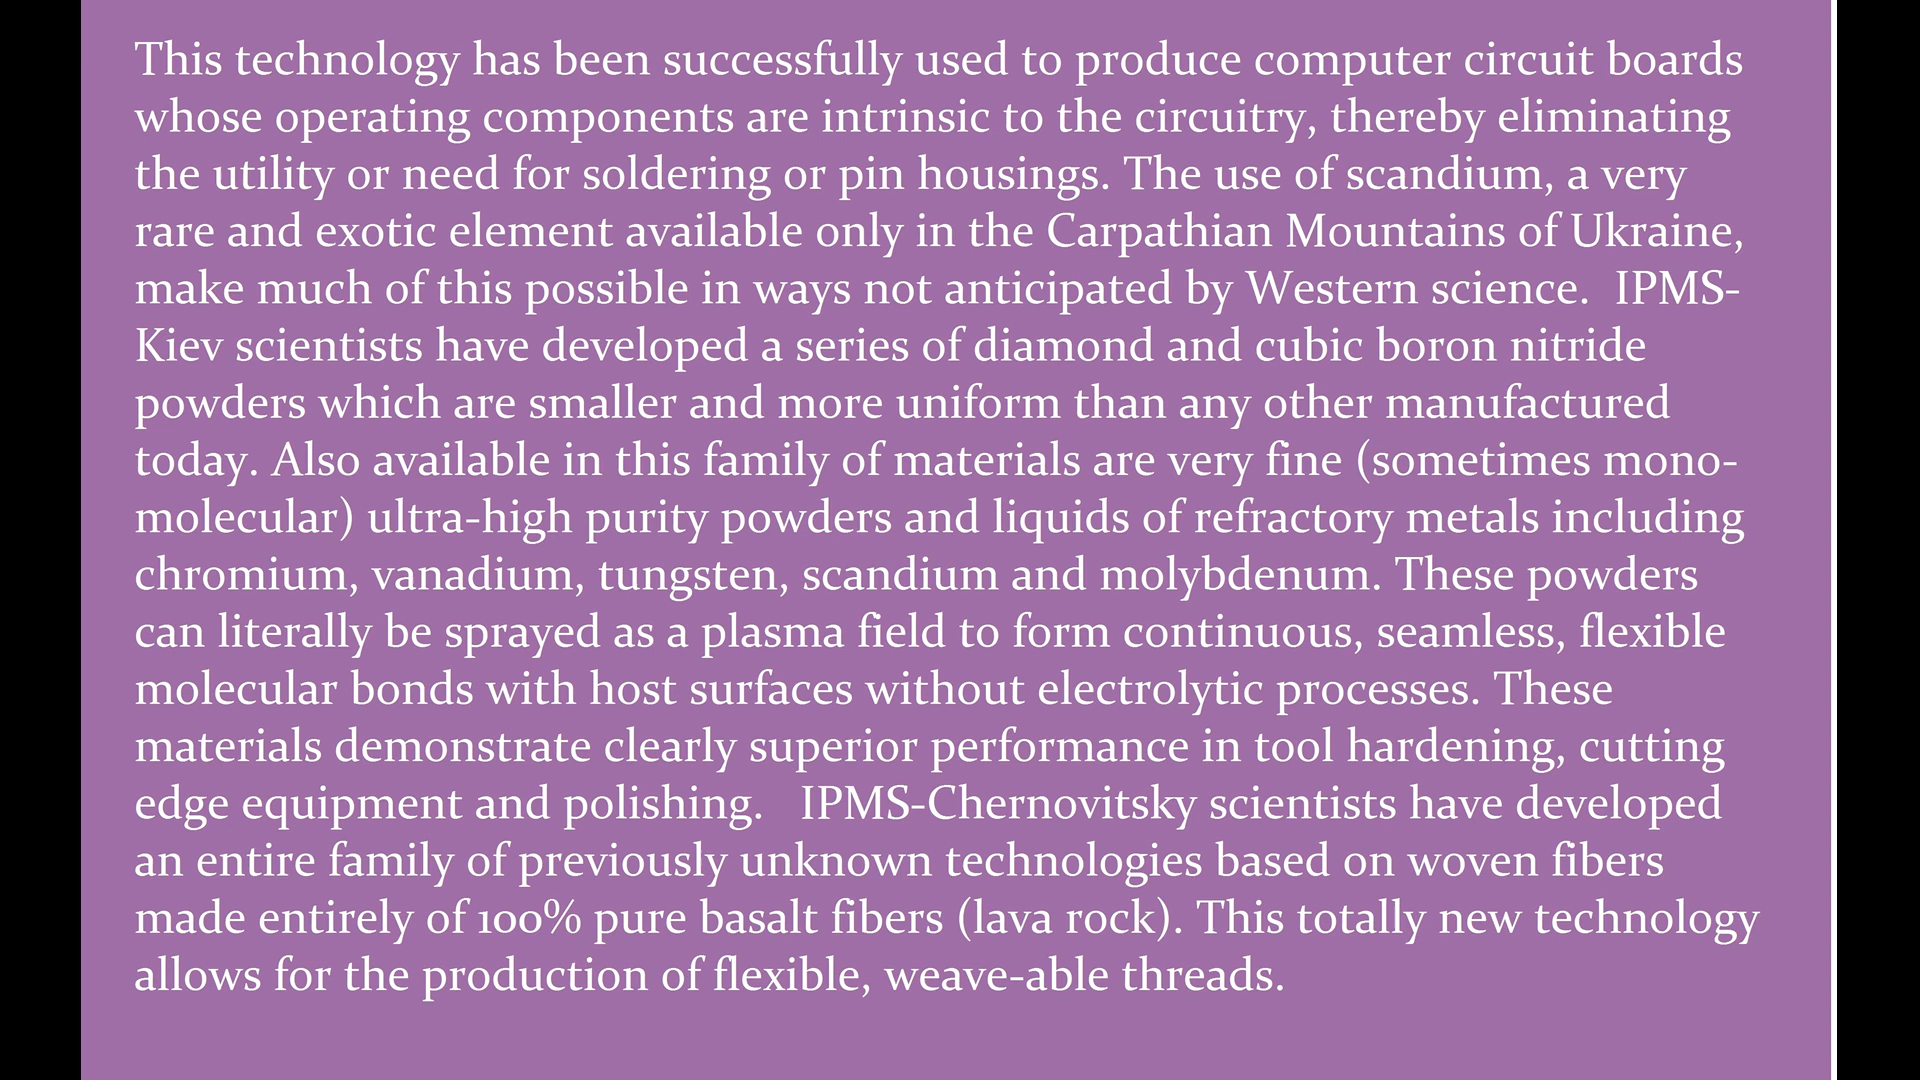 This technology has been successfully used to produce computer circuit boards
whose operating components are intrinsic to the circuitry, thereby eliminating
the utility or need for soldering or pin housings. The use of scandium, a very
rare and exotic element available only in the Carpathian Mountains of Ukraine,
make much of this possible in ways not anticipated by Western science.  IPMS-
Kiev scientists have developed a series of diamond and cubic boron nitride
powders which are smaller and more uniform than any other manufactured
today. Also available in this family of materials are very fine (sometimes mono-
molecular) ultra-high purity powders and liquids of refractory metals including
chromium, vanadium, tungsten, scandium and molybdenum. These powders
can literally be sprayed as a plasma field to form continuous, seamless, flexible
molecular bonds with host surfaces without electrolytic processes. These
materials demonstrate clearly superior performance in tool hardening, cutting
edge equipment and polishing.   IPMS-Chernovitsky scientists have developed
an entire family of previously unknown technologies based on woven fibers
made entirely of 100% pure basalt fibers (lava rock). This totally new technology
allows for the production of flexible, weave-able threads.